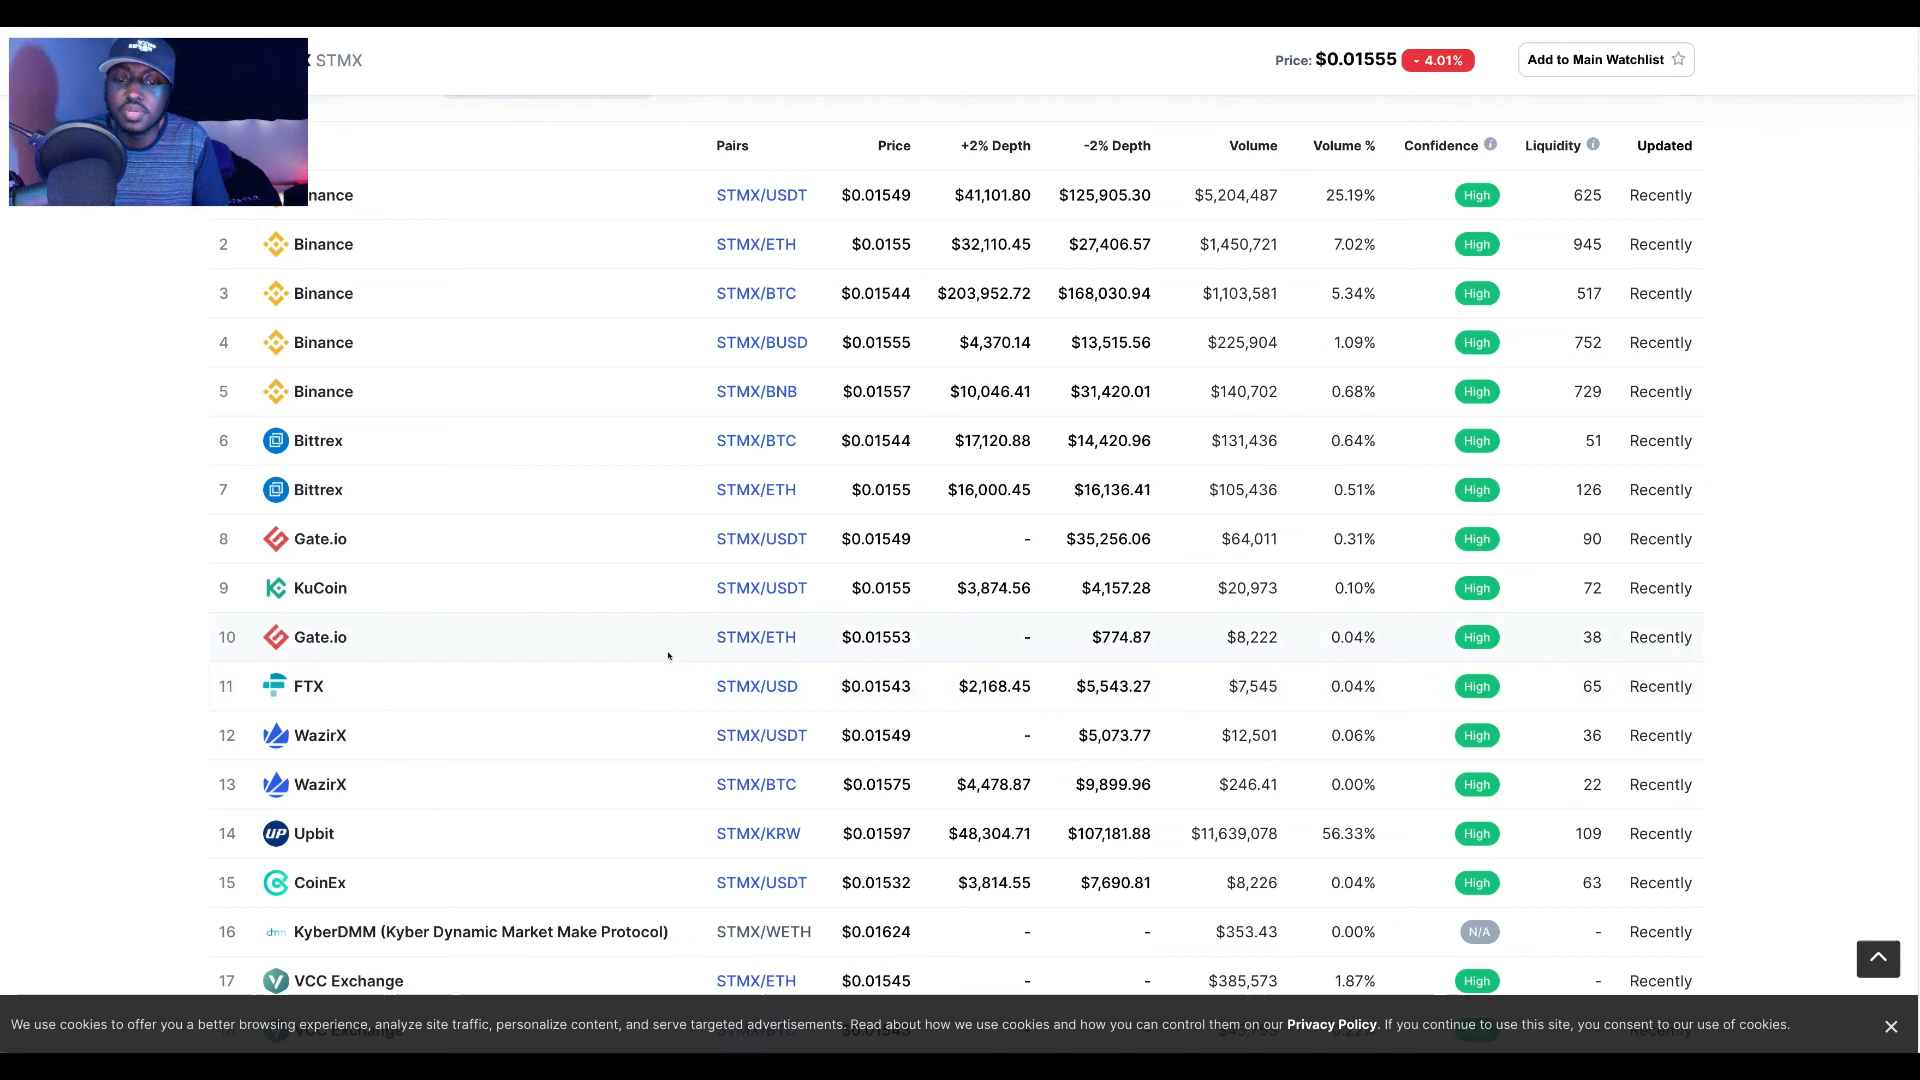 STMX Price: $0.01555 4.01% Add to Main Watchlist
Pairs Price +2% Depth -2% Depth Volume Volume % Confidence Liquidity Updated
nance STMX/USDT $0.01549 $41,101.80 $125,905.30 $5,204,487 25.19% High 625 Recently
2 Binance STMX/ETH $0.0155 $32,110.45 $27,406.57 $1,450,721 7.02% High 945 Recently
3 Binance STMX/BTC $0.01544 $203,952.72 $168,030.94 $1,103,581 5.34% High 517 Recently
4 Binance STMX/BUSD $0.01555 $4,370.14 $13,515.56 $225,904 1.09% High 752 Recently
5 Binance STMX/BNB $0.01557 $10,046.41 $31,420.01 $140,702 0.68% High 729 Recently
6 Bittrex STMX/BTC $0.01544 $17,120.88 $14,420.96 $131,436 0.64% High 51 Recently
7 Bittrex STMX/ETH $0.0155 $16,000.45 $16,136.41 $105,436 0.51% High 126 Recently
8 Gate.io STMX/USDT $0.01549 - $35,256.06 $64,011 0.31% High 90 Recently
9 KuCoin STMX/USDT $0.0155 $3,874.56 $4,157.28 $20,973 0.10% High 72 Recently
10 Gate.io STMX/ETH $0.01553 - $774.87 $8,222 0.04% High 38 Recently
11 FTX STMX/USD $0.01543 $2,168.45 $5,543.27 $7,545 0.04% High 65 Recently
12 WazirX STMX/USDT $0.01549 - $5,073.77 $12,501 0.06% High 36 Recently
13 WazirX STMX/BTC $0.01575 $4,478.87 $9,899.96 $246.41 0.00% High 22 Recently
14 UP Upbit STMX/KRW $0.01597 $48,304.71 $107,181.88 $11,639,078 56.33% High 109 Recently
15 CoinEx STMX/USDT $0.01532 $3,814.55 $7,690.81 $8,226 0.04% High 63 Recently
16 dmm KyberDMM (Kyber Dynamic Market Make Protocol) STMX/WETH $0.01624 - - $353.43 0.00% N/A - Recently
17 VCC Exchange STMX/ETH $0.01545 - - $385,573 1.87% High - Recently
We use cookies to offer you a better browsing experience, analyze site traffic, personalize content, and serve targeted advertisements. Read about how we use cookies and how you can control them on our Privacy Policy. If you continue to use this site, you consent to our use of cookies.